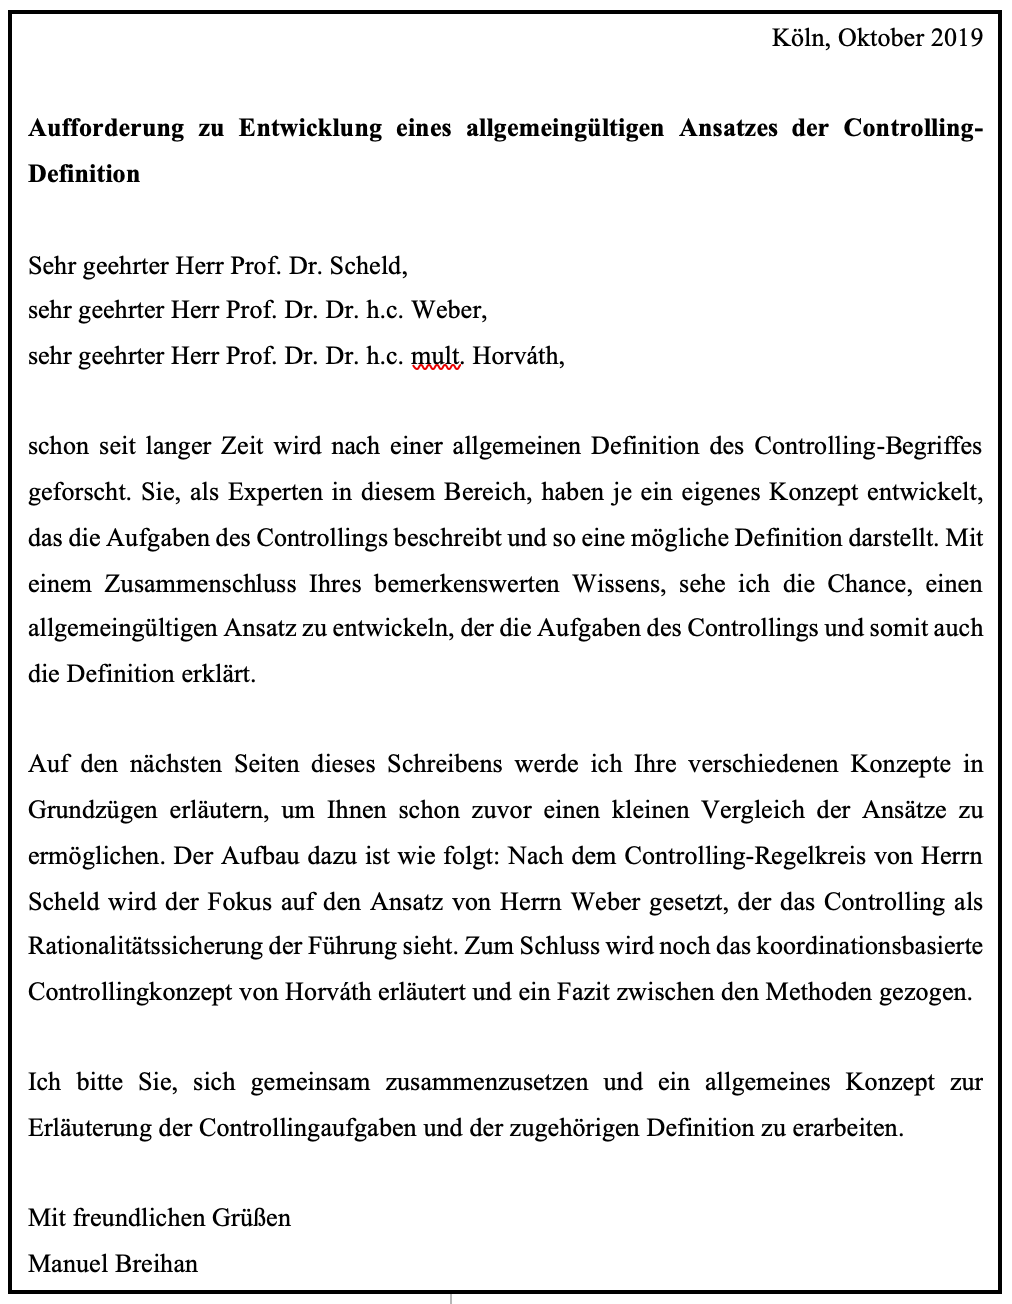 Köln, Oktober 2019
Aufforderung zu Entwicklung eines allgemeingültigen Ansatzes der Controlling-
Definition
Sehr geehrter Herr Prof. Dr. Scheld,
sehr geehrter Herr Prof. Dr. Dr. h.c. Weber,
sehr geehrter Herr Prof. Dr. Dr. h.c. mult. Horváth,
schon seit langer Zeit wird nach einer allgemeinen Definition des Controlling-Begriffes
geforscht. Sie, als Experten in diesem Bereich, haben je ein eigenes Konzept entwickelt,
das die Aufgaben des Controllings beschreibt und so eine mögliche Definition darstellt. Mit
einem Zusammenschluss Ihres bemerkenswerten Wissens, sehe ich die Chance, einen
allgemeingültigen Ansatz zu entwickeln, der die Aufgaben des Controllings und somit auch
die Definition erklärt.
Auf den nächsten Seiten dieses Schreibens werde ich Ihre verschiedenen Konzepte in
Grundzügen erläutern, um Ihnen schon zuvor einen kleinen Vergleich der Ansätze zu
ermöglichen. Der Aufbau dazu ist wie folgt: Nach dem Controlling-Regelkreis von Herrn
Scheld wird der Fokus auf den Ansatz von Herrn Weber gesetzt, der das Controlling als
Rationalitätssicherung der Führung sieht. Zum Schluss wird noch das koordinationsbasierte
Controllingkonzept von Horváth erläutert und ein Fazit zwischen den Methoden gezogen.
Ich bitte Sie, sich gemeinsam zusammenzusetzen und ein allgemeines Konzept zur
Erläuterung der Controllingaufgaben und der zugehörigen Definition zu erarbeiten.
Mit freundlichen Grüßen
Manuel Breihan